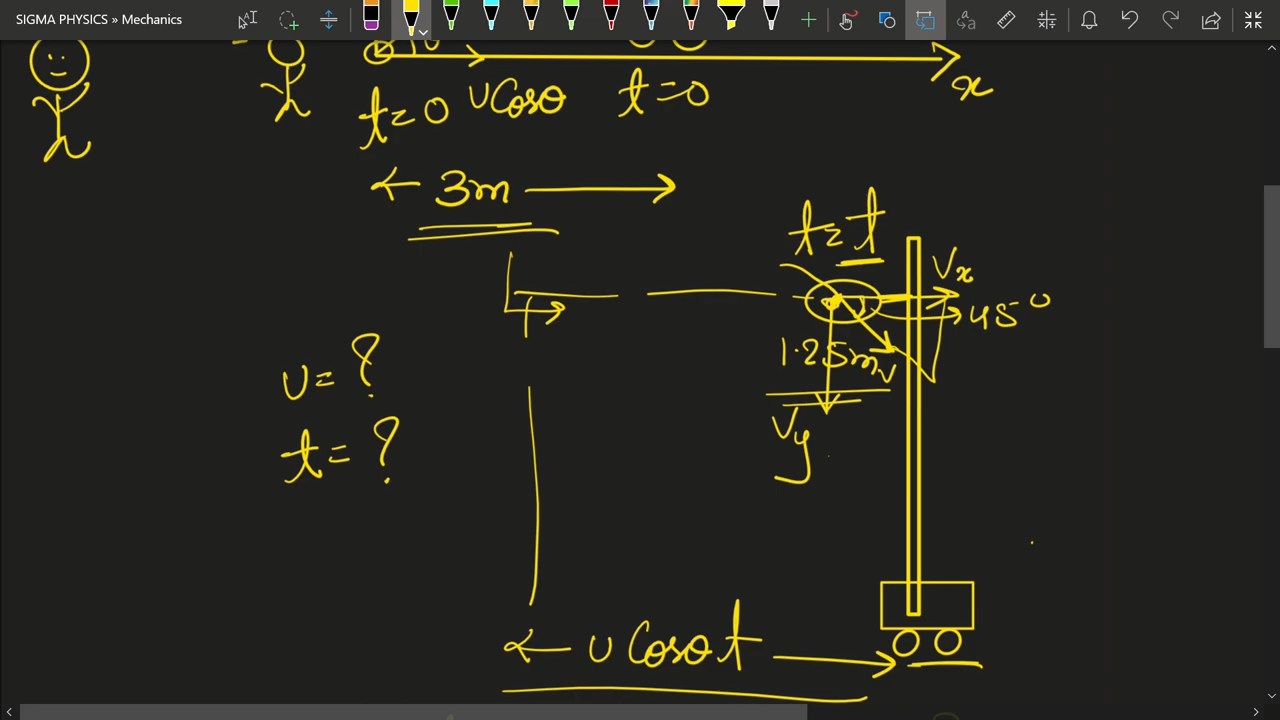 SIGMA PHYSICS » Mechanics
x
t=0 UCosθ t=0
3m
t=t
Vx
45°
1.25m
V
U=?
Vy
t=?
U Cosθ t